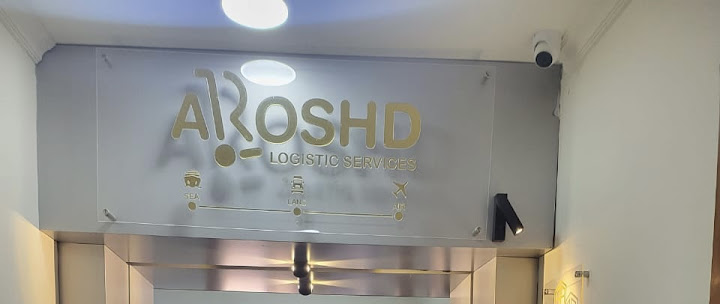 AROSHD
LOGISTIC SERVICES
SEA LAND AIR